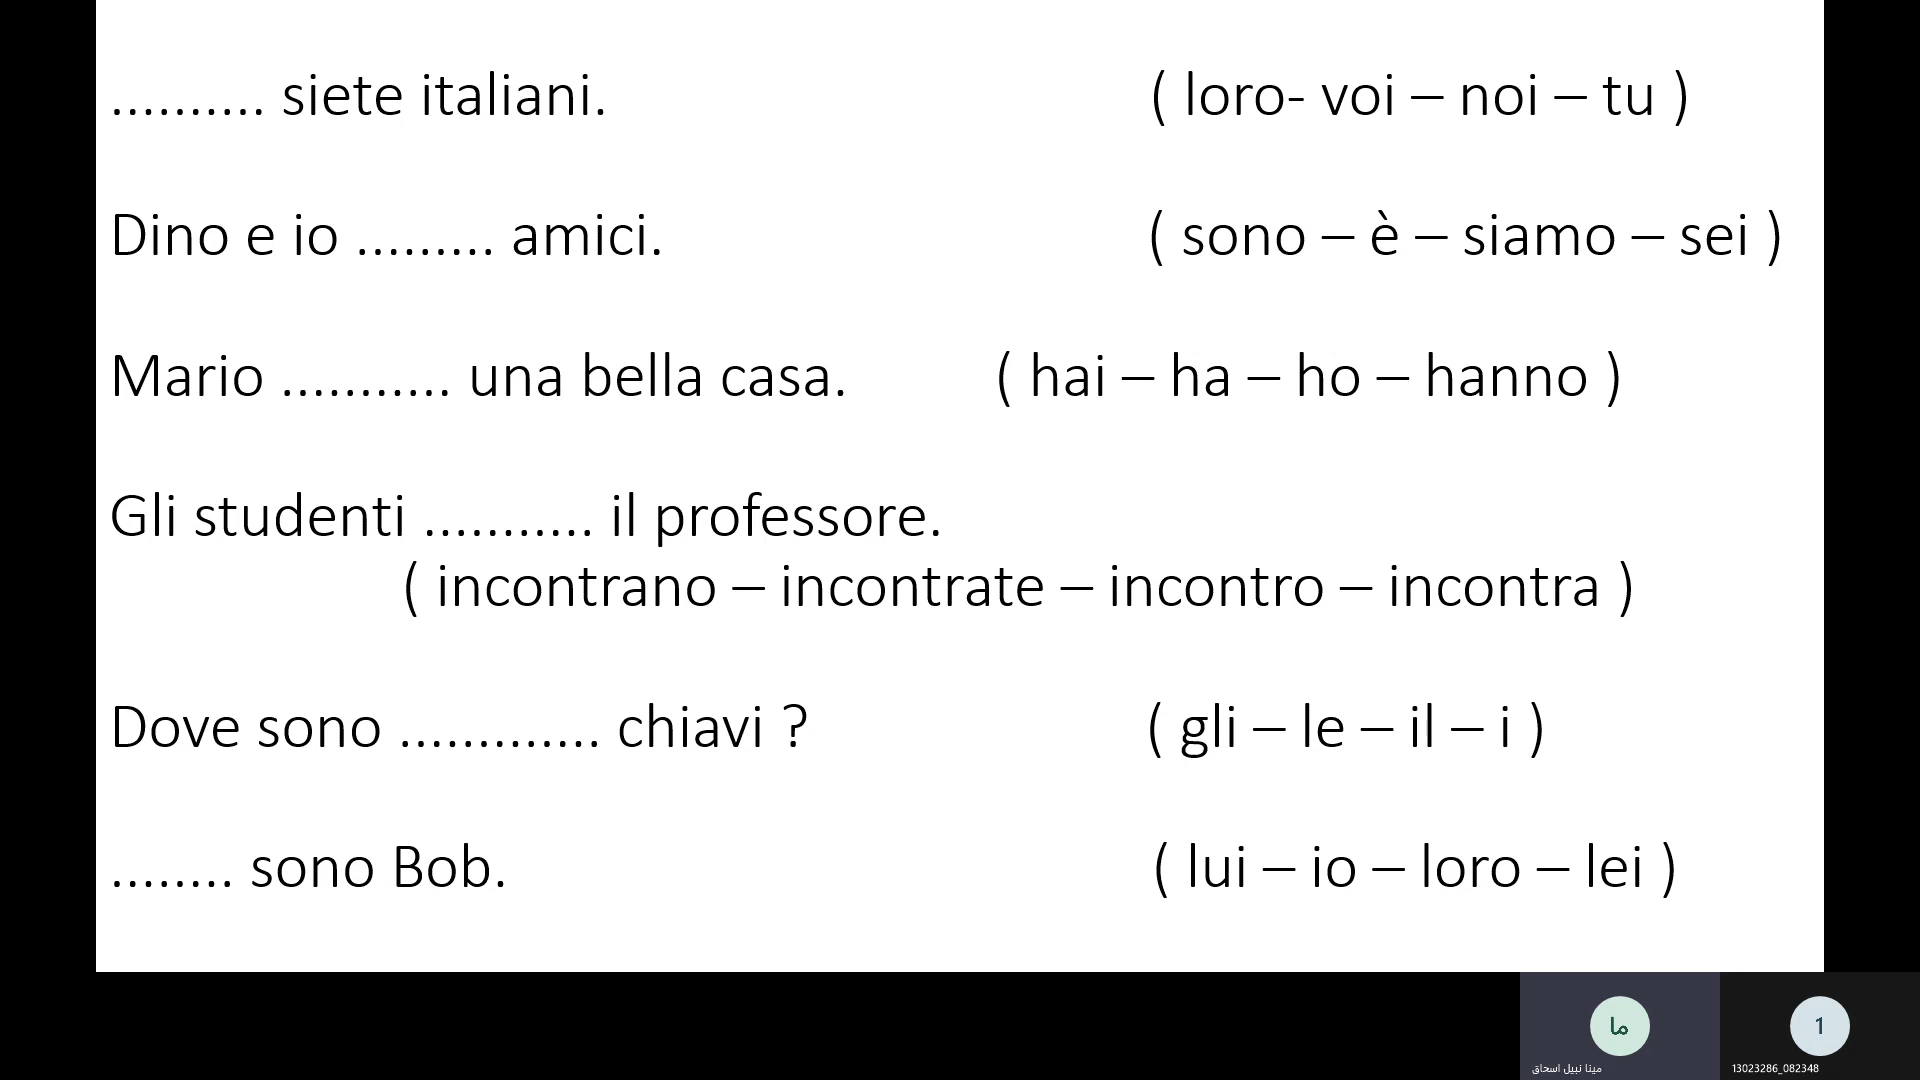 .......... siete italiani. ( loro- voi – noi – tu )
Dino e io ......... amici. ( sono – è – siamo – sei )
Mario ........... una bella casa. ( hai – ha – ho – hanno )
Gli studenti ........... il professore.
( incontrano – incontrate – incontro – incontra )
Dove sono ............. chiavi ? ( gli – le – il – i )
........ sono Bob. ( lui – io – loro – lei )
ما 1
مينا نبيل اسحاق 13023286_082348